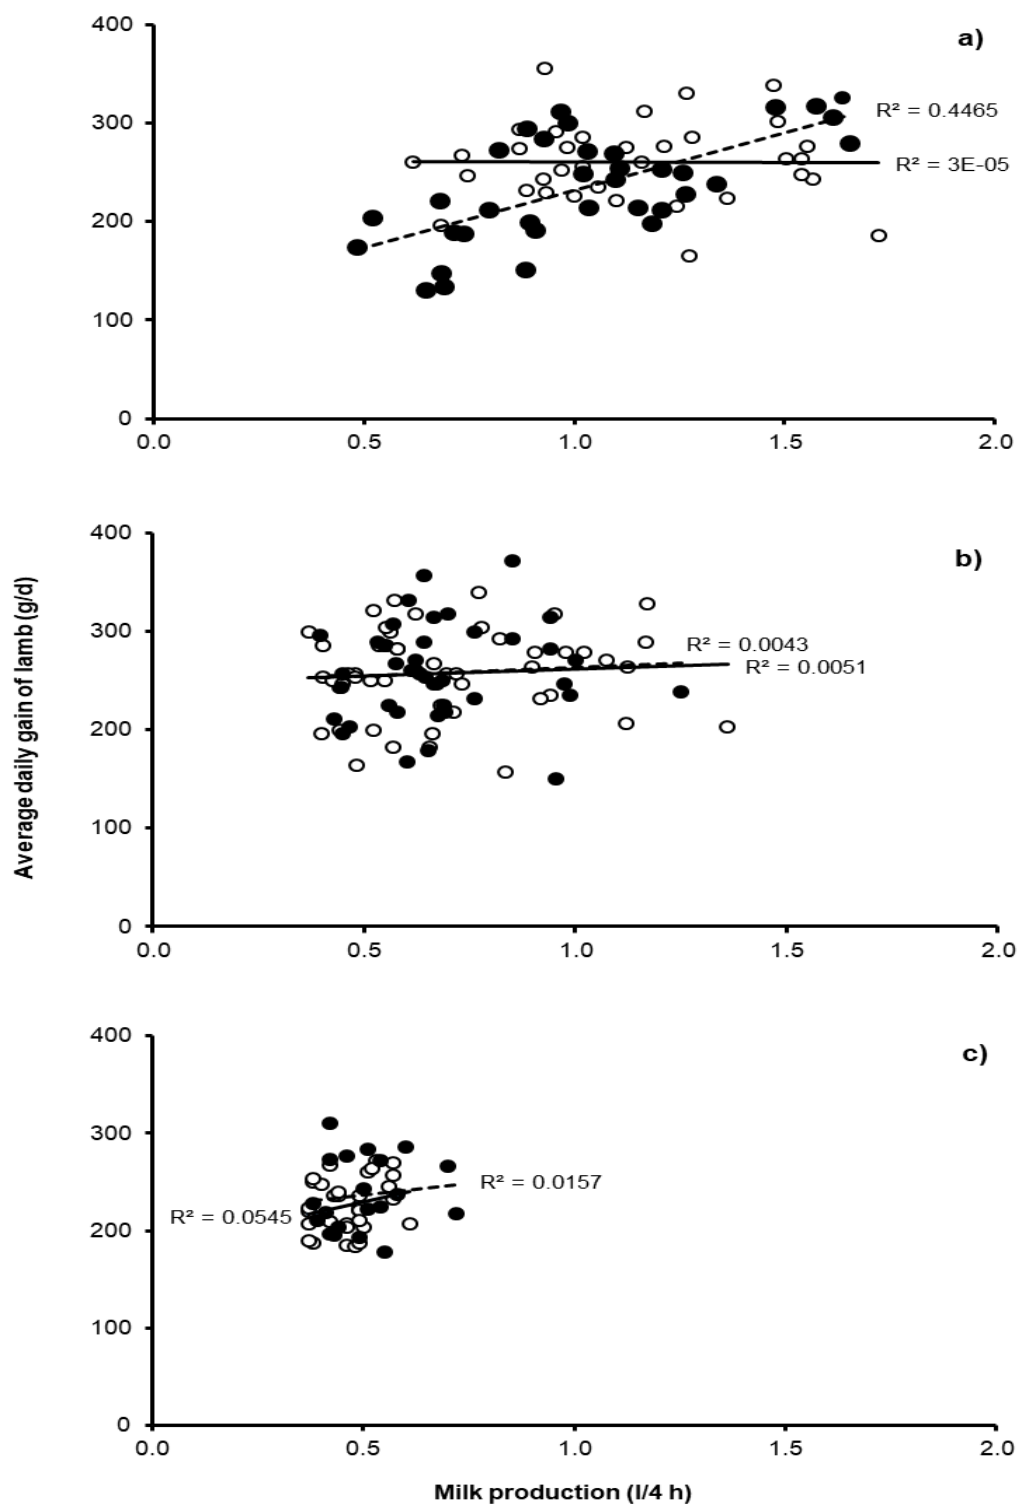 400
a)
R² = 0.4465
300
R² = 3E-05
200
100
0
0.0 0.5 1.0 1.5 2.0
Average daily gain of lamb (g/d)
400
b)
300
R² = 0.0043
R² = 0.0051
200
100
0
0.0 0.5 1.0 1.5 2.0
400
c)
300
R² = 0.0157
R² = 0.0545
200
100
0
0.0 0.5 1.0 1.5 2.0
Milk production (l/4 h)